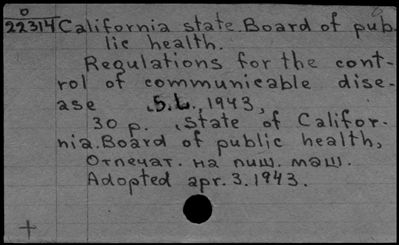 0
22314 California state. Board of pub-
lic health.
Regulations for the cont-
rol of communicable dise-
ase .S.L., 1943,
30 p. .State of Califor-
nia. Board of public health,
Отпечат. на пиш. маш.
Adopted apr. 3. 1943.